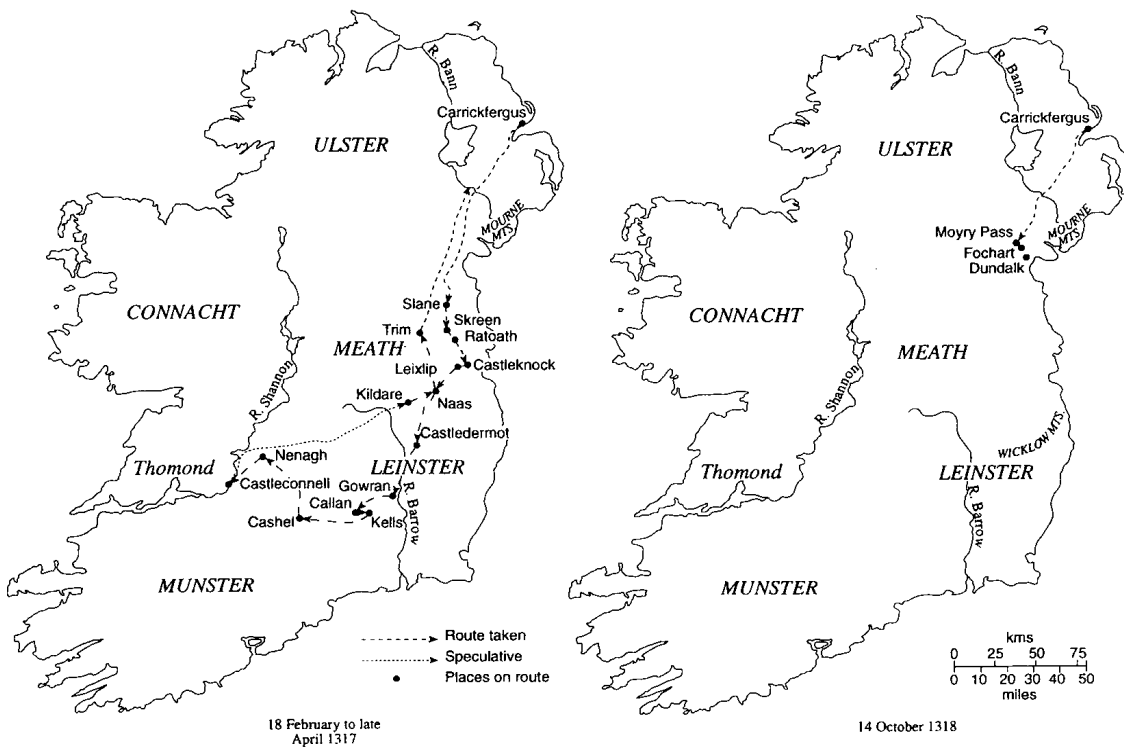 R. Bann
Carrickfergus
ULSTER
MOURNE
MTS.
Slane
Skreen
Ratoath
CONNACHT
Trim
MEATH
Castleknock
Leixlip
R. Shannon
Kildare
Naas
Castledermot
Nenagh
Thomond
LEINSTER
Castleconnell
Gowran
Callan
R. Barrow
Cashel
Kells
MUNSTER
Route taken
Speculative
Places on route
18 February to late
April 1317
R. Bann
Carrickfergus
ULSTER
MOURNE
MTS.
Moyry Pass
Fochart
Dundalk
CONNACHT
MEATH
R. Shannon
WICKLOW MTS.
Thomond
LEINSTER
R. Barrow
MUNSTER
kms
0 25 50 75
0 10 20 30 40 50
miles
14 October 1318